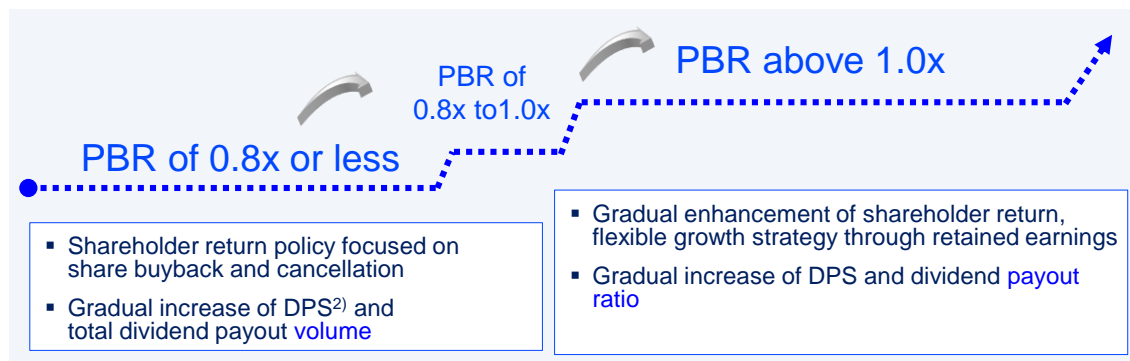 PBR above 1.0x
PBR of
0.8x to1.0x
PBR of 0.8x or less
▪ Shareholder return policy focused on
share buyback and cancellation
▪ Gradual increase of DPS2) and
total dividend payout volume
▪ Gradual enhancement of shareholder return,
flexible growth strategy through retained earnings
▪ Gradual increase of DPS and dividend payout
ratio